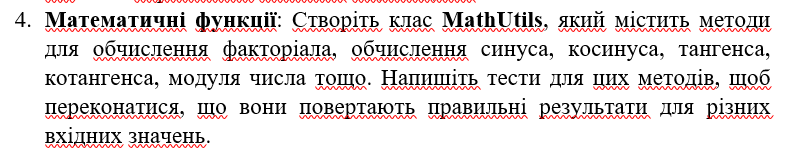 4. Математичні функції: Створіть клас MathUtils, який містить методи
для обчислення факторіала, обчислення синуса, косинуса, тангенса,
котангенса, модуля числа тощо. Напишіть тести для цих методів, щоб
переконатися, що вони повертають правильні результати для різних
вхідних значень.